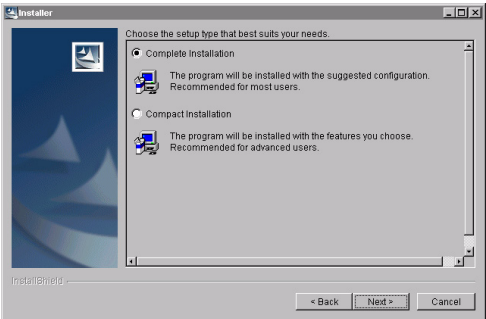 Installer
Choose the setup type that best suits your needs.
Complete Installation
The program will be installed with the suggested configuration.
Recommended for most users.
Compact Installation
The program will be installed with the features you choose.
Recommended for advanced users.
InstallShield
< Back
Next >
Cancel